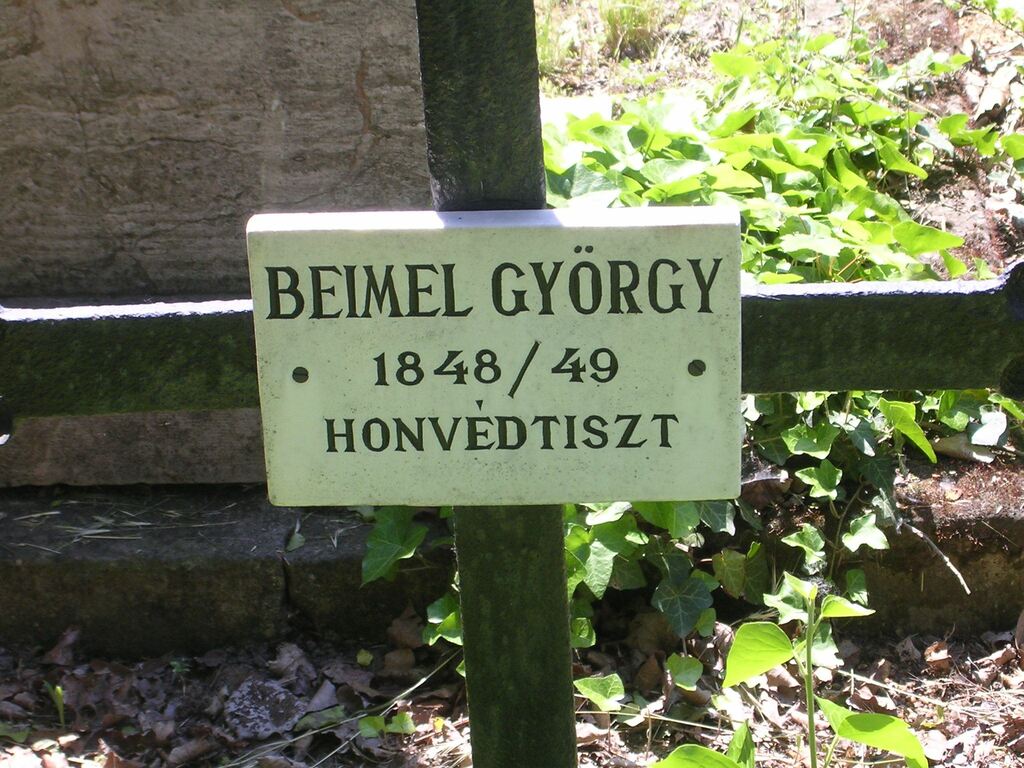 BEIMEL GYÖRGY
1848/49
HONVÉDTISZT